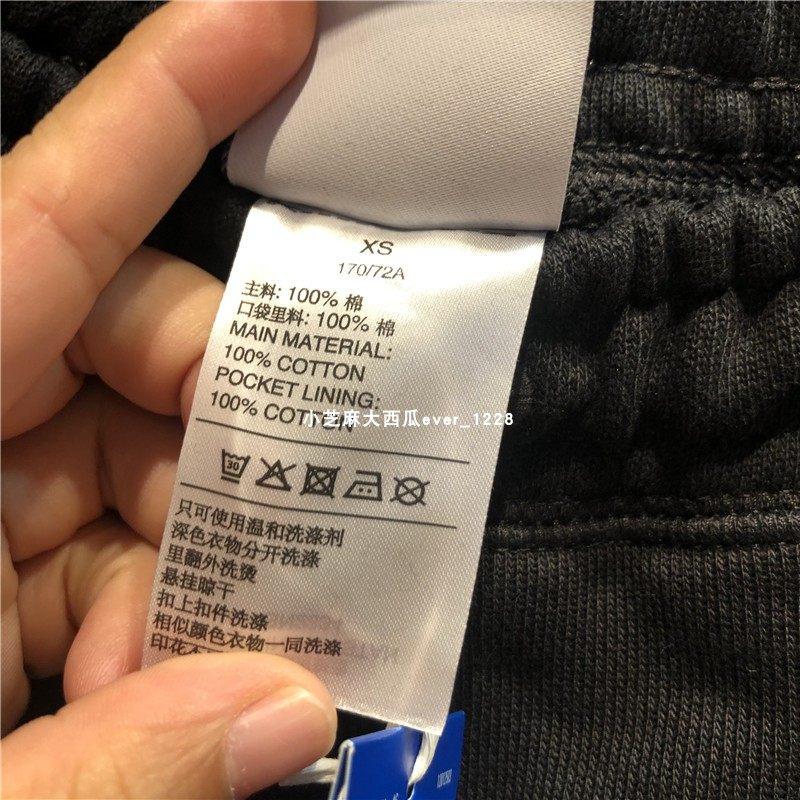 XS
170/72A
主料: 100% 棉
口袋里料: 100% 棉
MAIN MATERIAL:
100% COTTON
POCKET LINING:
100% COTTON
小芝麻大西瓜ever_1228
30
只可使用温和洗涤剂
深色衣物分开洗涤
里翻外洗烫
悬挂晾干
扣上扣件洗涤
相似颜色衣物一同洗涤
印花